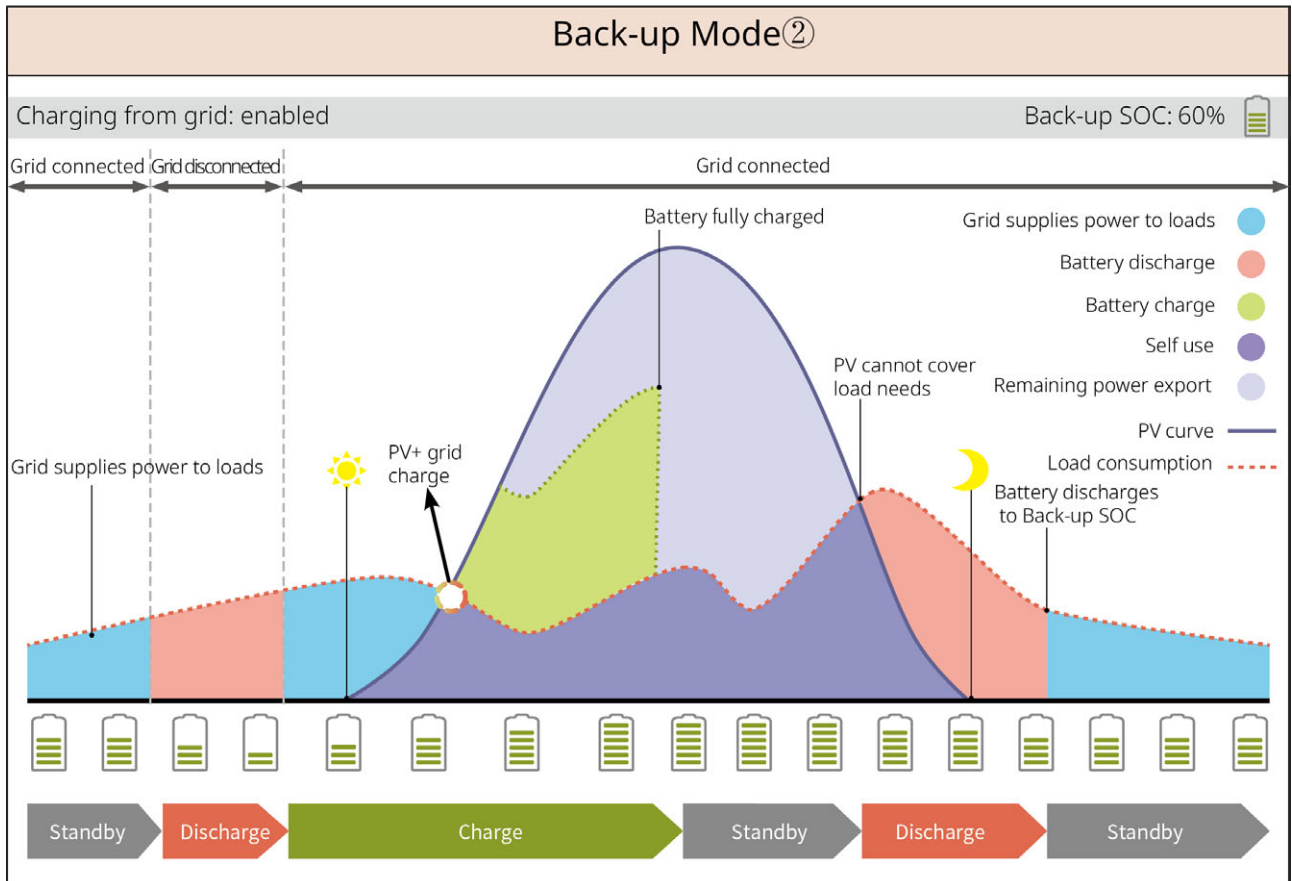 Back-up Mode②
Charging from grid: enabled
Back-up SOC: 60%
Grid connected
Grid disconnected
Grid connected
Battery fully charged
Grid supplies power to loads
Battery discharge
Battery charge
Self use
Remaining power export
PV curve
Load consumption
PV cannot cover
load needs
PV+ grid
charge
Grid supplies power to loads
Battery discharges
to Back-up SOC
Standby
Discharge
Charge
Standby
Discharge
Standby